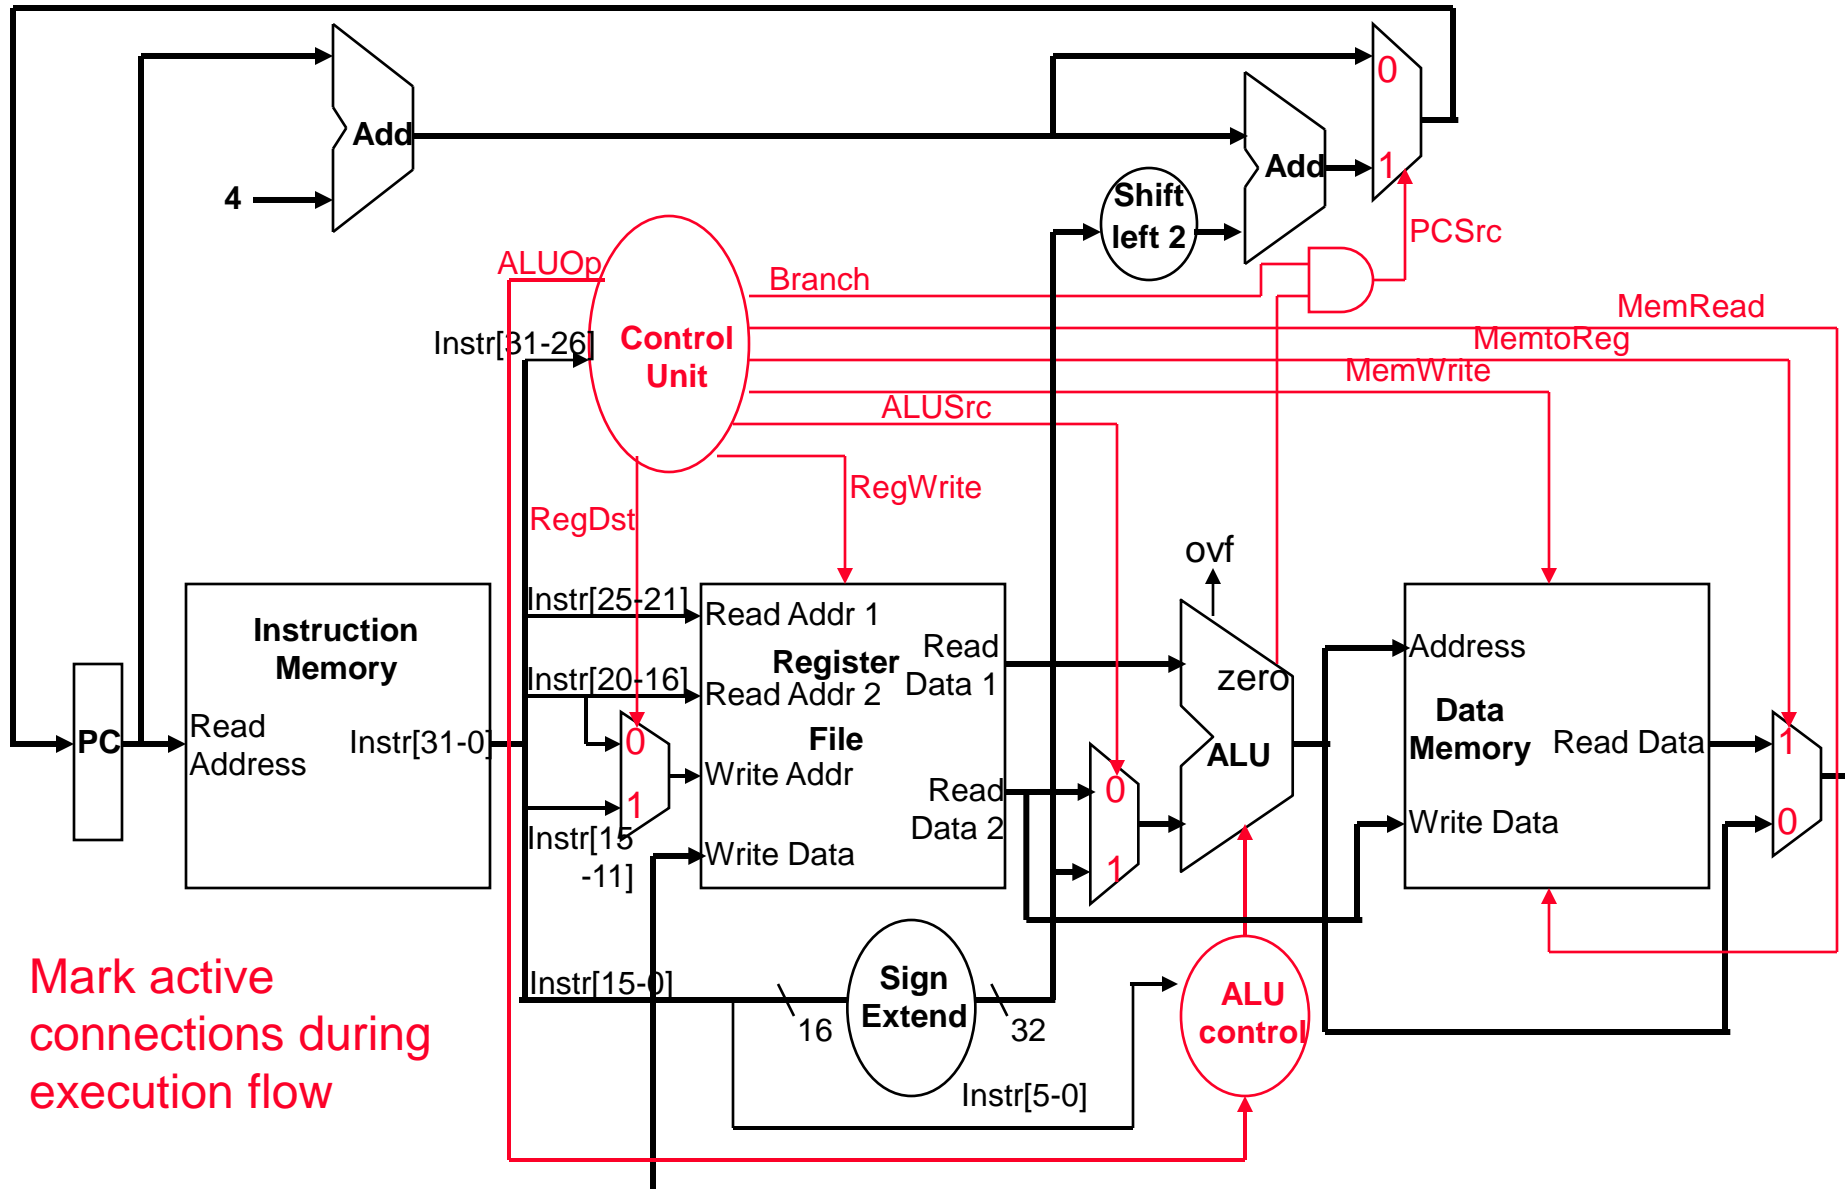 0
Add
Add
1
4
Shift
left 2
PCSrc
ALUOp
Branch
MemRead
Instr[31-26]
Control
Unit
MemtoReg
MemWrite
ALUSrc
RegWrite
RegDst
ovf
Instr[25-21]
Read Addr 1
Instruction
Memory
Register
Read
Data 1
Address
Instr[20-16]
Read Addr 2
zero
PC
Read
Address
Instr[31-0]
0
File
Data
Memory
Read Data
1
ALU
Write Addr
1
Read
Data 2
0
Write Data
0
Instr[15
-11]
Write Data
1
Instr[15-0]
Sign
Extend
16
32
ALU
control
Instr[5-0]
Mark active
connections during
execution flow